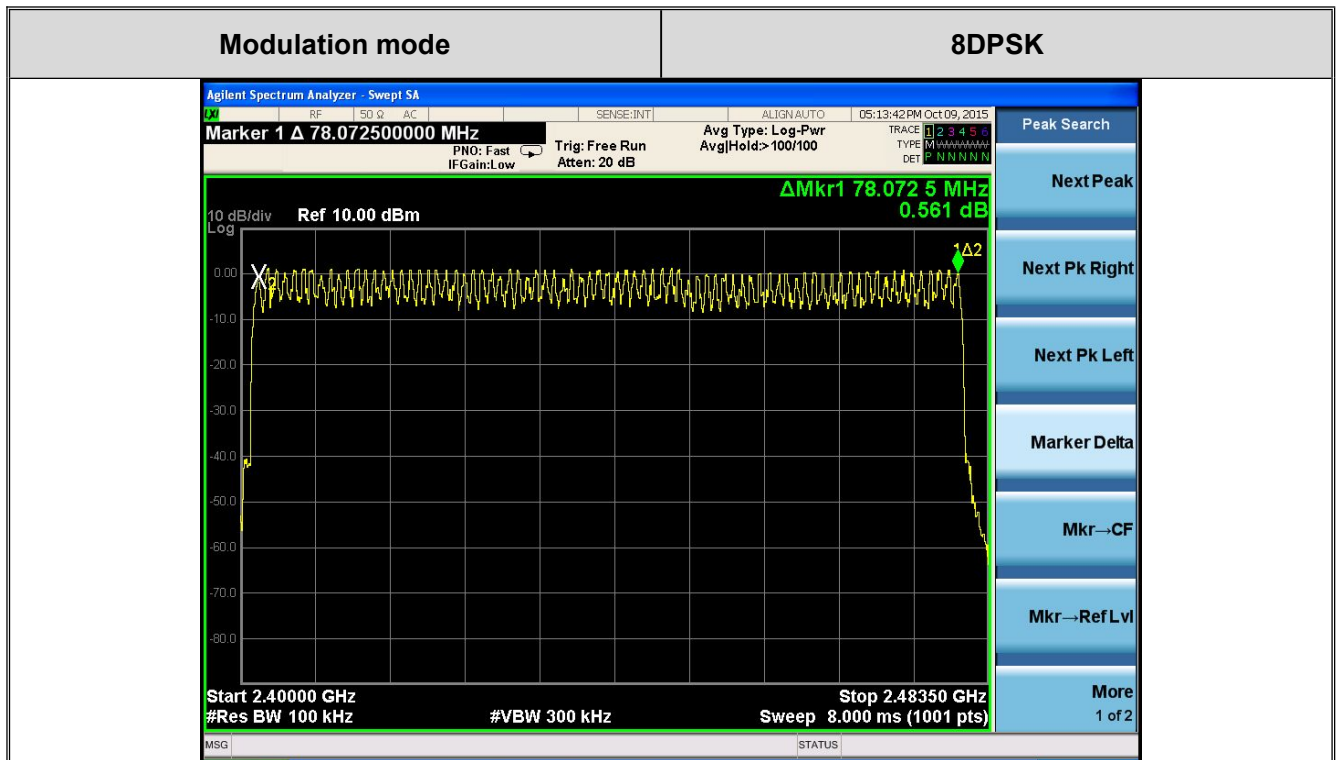 Modulation mode 8DPSK
Agilent Spectrum Analyzer - Swept SA
LXI RF 50 Ω AC SENSE:INT ALIGN AUTO 05:13:42 PM Oct 09, 2015
Marker 1 Δ 78.072500000 MHz
PNO: Fast
IFGain:Low
Trig: Free Run
Atten: 20 dB
Avg Type: Log-Pwr
Avg|Hold:>100/100
TRACE 1 2 3 4 5 6
TYPE M
DET P N N N N N
Peak Search
ΔMkr1 78.072 5 MHz
0.561 dB
10 dB/div Ref 10.00 dBm
Log
1Δ2
0.00
X2
-10.0
-20.0
-30.0
-40.0
-50.0
-60.0
-70.0
-80.0
Start 2.40000 GHz Stop 2.48350 GHz
#Res BW 100 kHz #VBW 300 kHz Sweep 8.000 ms (1001 pts)
MSG STATUS
Next Peak
Next Pk Right
Next Pk Left
Marker Delta
Mkr→CF
Mkr→Ref Lvl
More
1 of 2